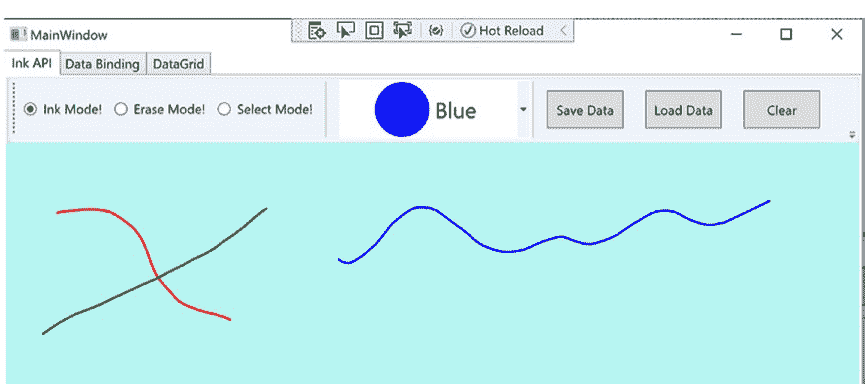 MainWindow
Hot Reload
Ink API Data Binding DataGrid
Ink Mode! Erase Mode! Select Mode! Blue Save Data Load Data Clear